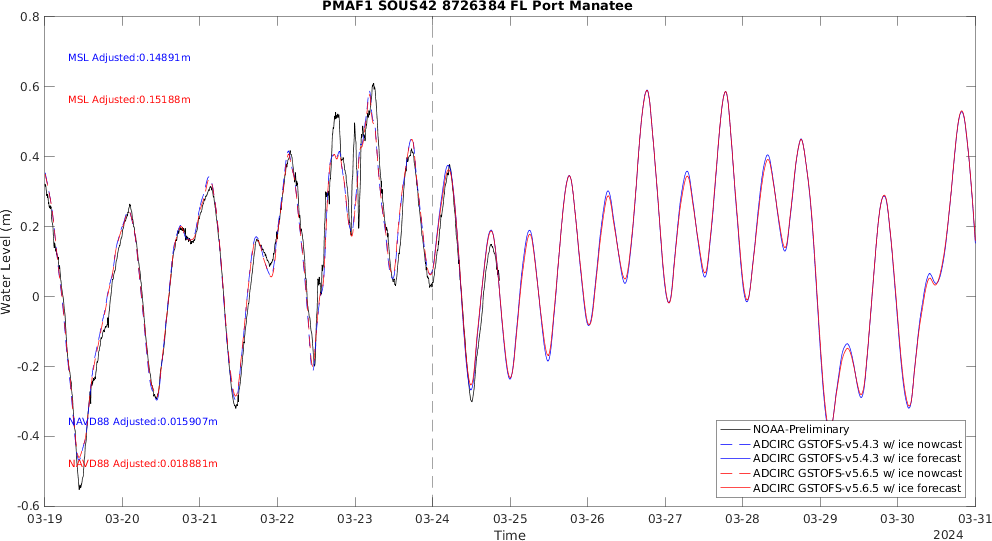 PMAF1 SOUS42 8726384 FL Port Manatee
0.8
0.6
0.4
0.2
0
-0.2
-0.4
-0.6
Water Level (m)
MSL Adjusted:0.14891m
MSL Adjusted:0.15188m
NAVD88 Adjusted:0.015907m
NAVD88 Adjusted:0.018881m
NOAA-Preliminary
ADCIRC GSTOFS-v5.4.3 w/ ice nowcast
ADCIRC GSTOFS-v5.4.3 w/ ice forecast
ADCIRC GSTOFS-v5.6.5 w/ ice nowcast
ADCIRC GSTOFS-v5.6.5 w/ ice forecast
03-19 03-20 03-21 03-22 03-23 03-24 03-25 03-26 03-27 03-28 03-29 03-30 03-31
Time
2024